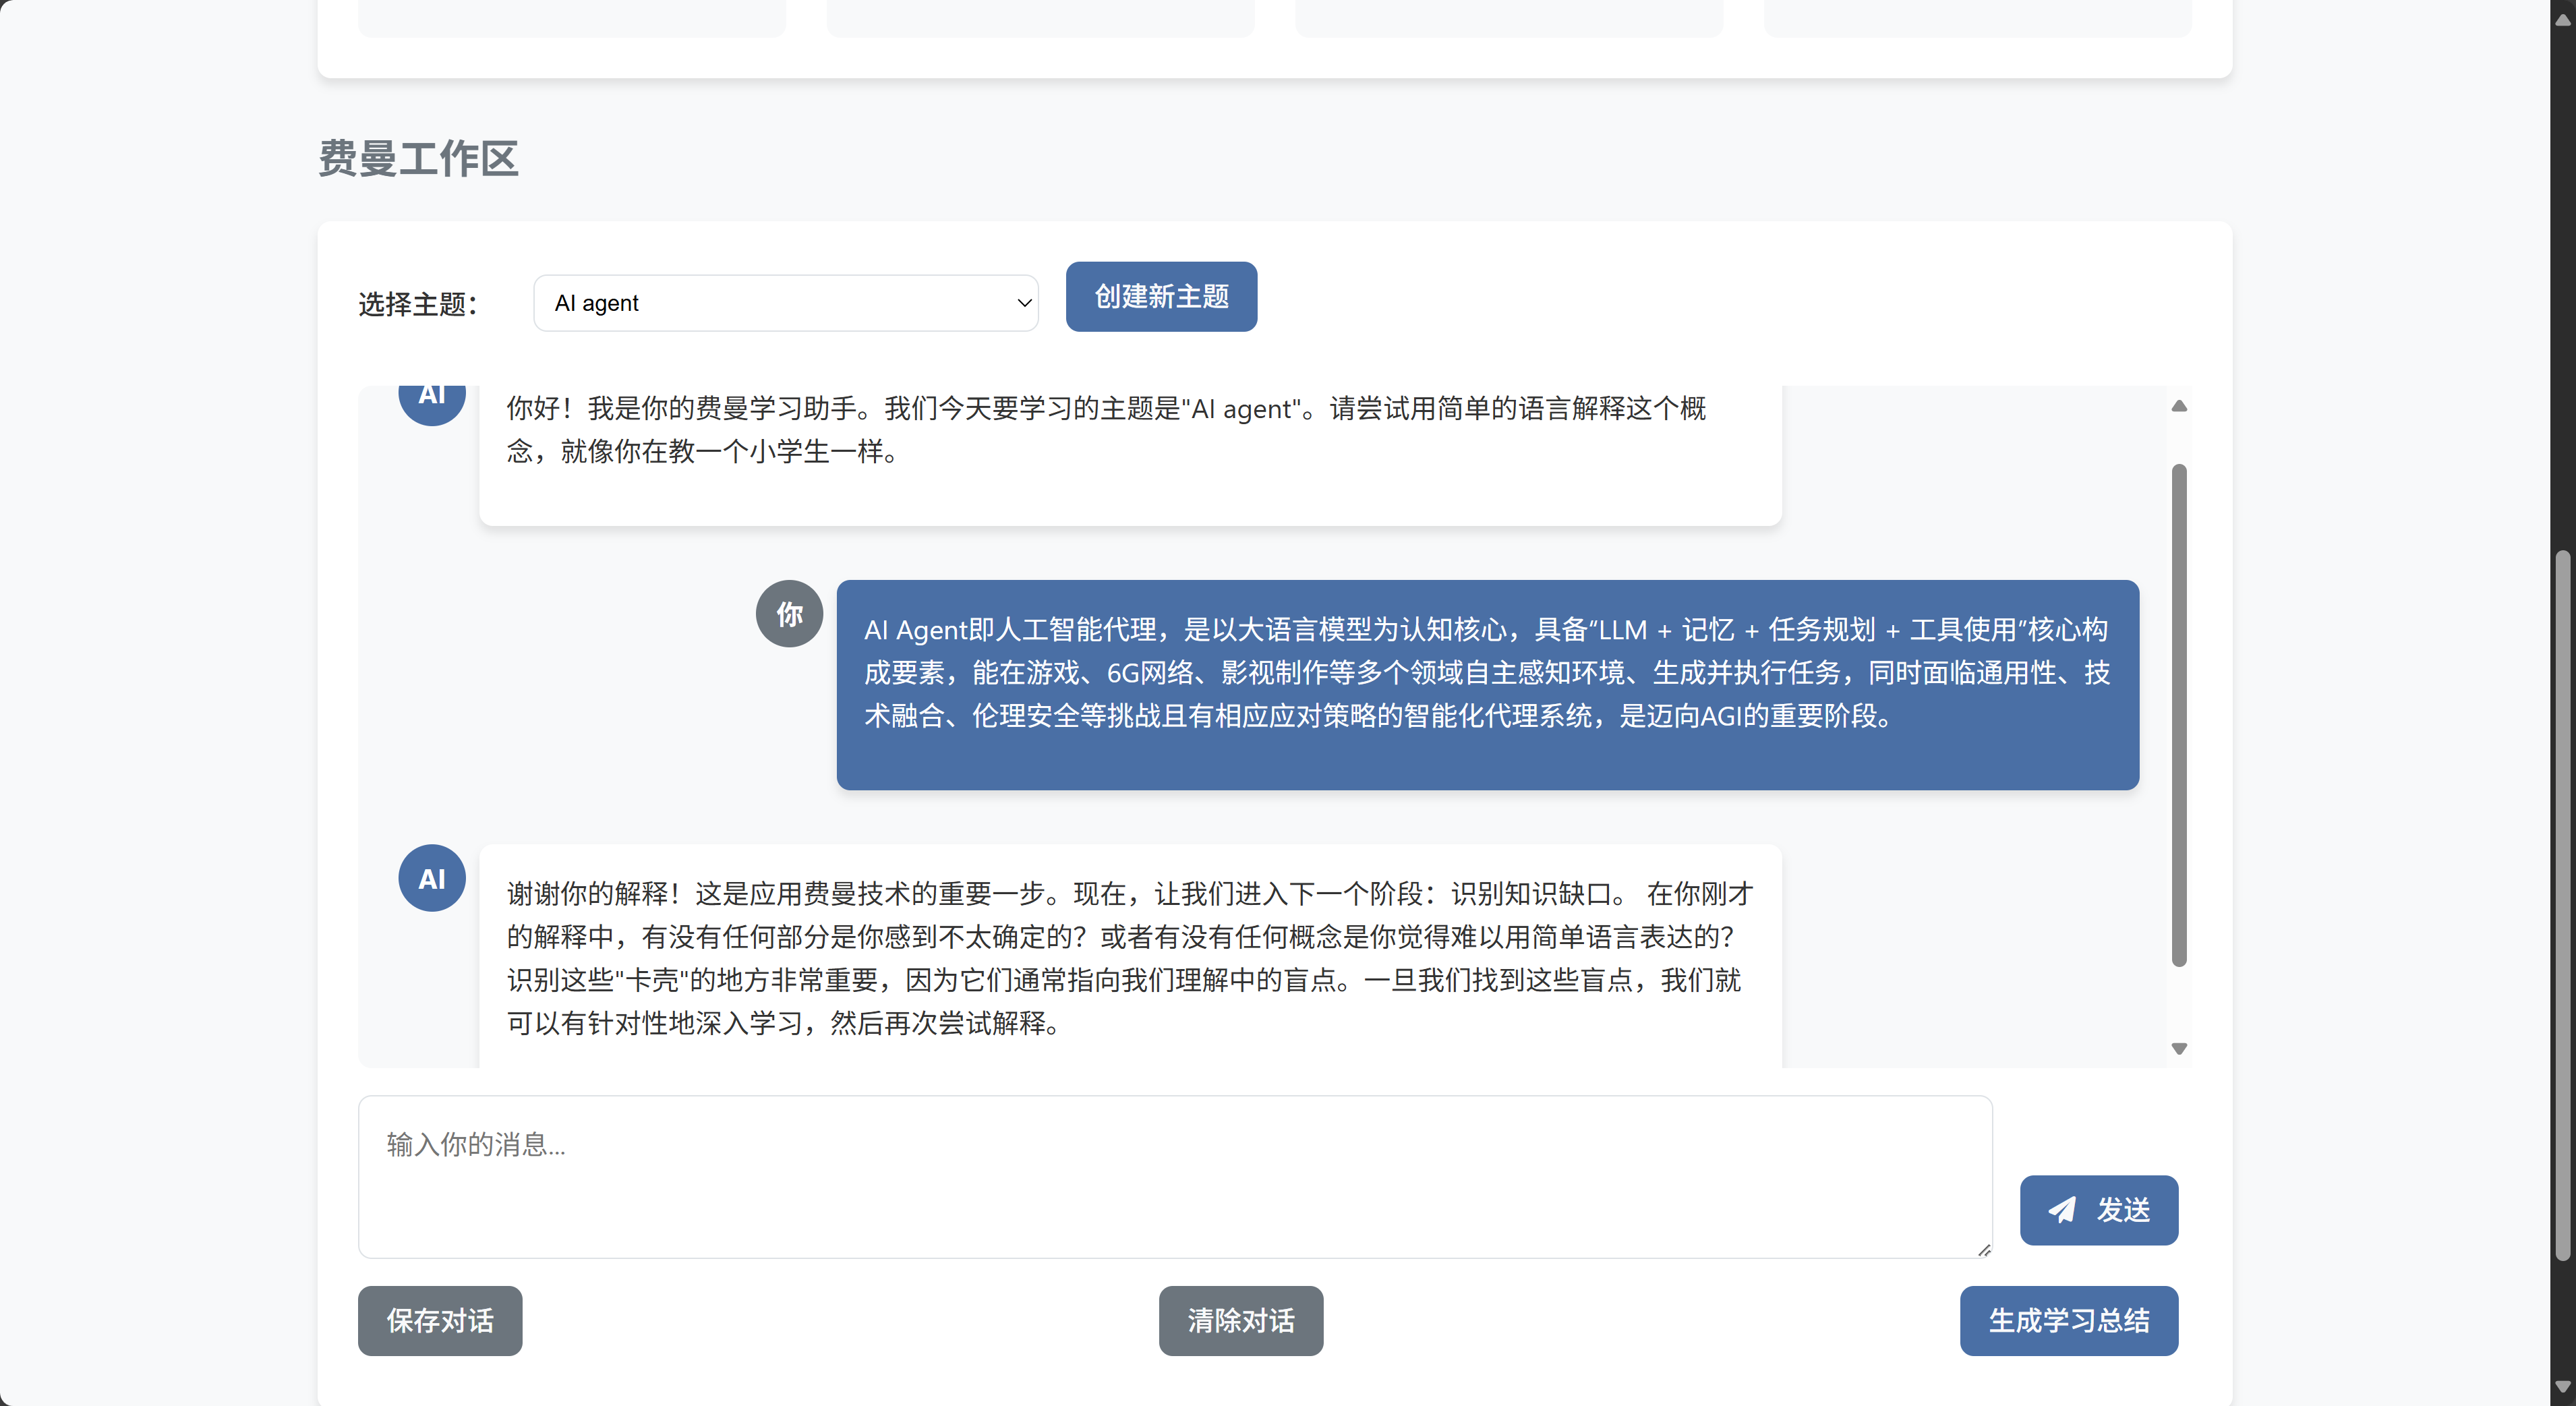 费曼工作区
选择主题：
AI agent
创建新主题
AI
你好！我是你的费曼学习助手。我们今天要学习的主题是"AI agent"。请尝试用简单的语言解释这个概
念，就像你在教一个小学生一样。
你
AI Agent即人工智能代理，是以大语言模型为认知核心，具备“LLM + 记忆 + 任务规划 + 工具使用”核心构
成要素，能在游戏、6G网络、影视制作等多个领域自主感知环境、生成并执行任务，同时面临通用性、技
术融合、伦理安全等挑战且有相应应对策略的智能化代理系统，是迈向AGI的重要阶段。
AI
谢谢你的解释！这是应用费曼技术的重要一步。现在，让我们进入下一个阶段：识别知识缺口。 在你刚才
的解释中，有没有任何部分是你感到不太确定的？或者有没有任何概念是你觉得难以用简单语言表达的？
识别这些"卡壳"的地方非常重要，因为它们通常指向我们理解中的盲点。一旦我们找到这些盲点，我们就
可以有针对性地深入学习，然后再次尝试解释。
输入你的消息...
发送
保存对话
清除对话
生成学习总结